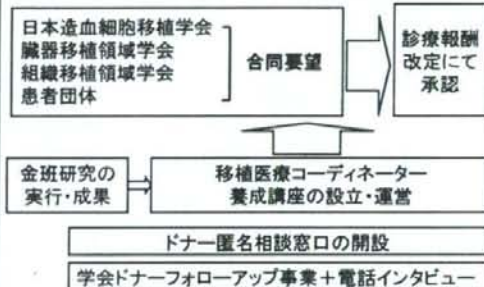 日本造血細胞移植学会
臓器移植領域学会
組織移植領域学会
患者団体
合同要望
診療報酬
改定にて
承認
金班研究の
実行・成果
移植医療コーディネーター
養成講座の設立・運営
ドナー匿名相談窓口の開設
学会ドナーフォローアップ事業＋電話インタビュー